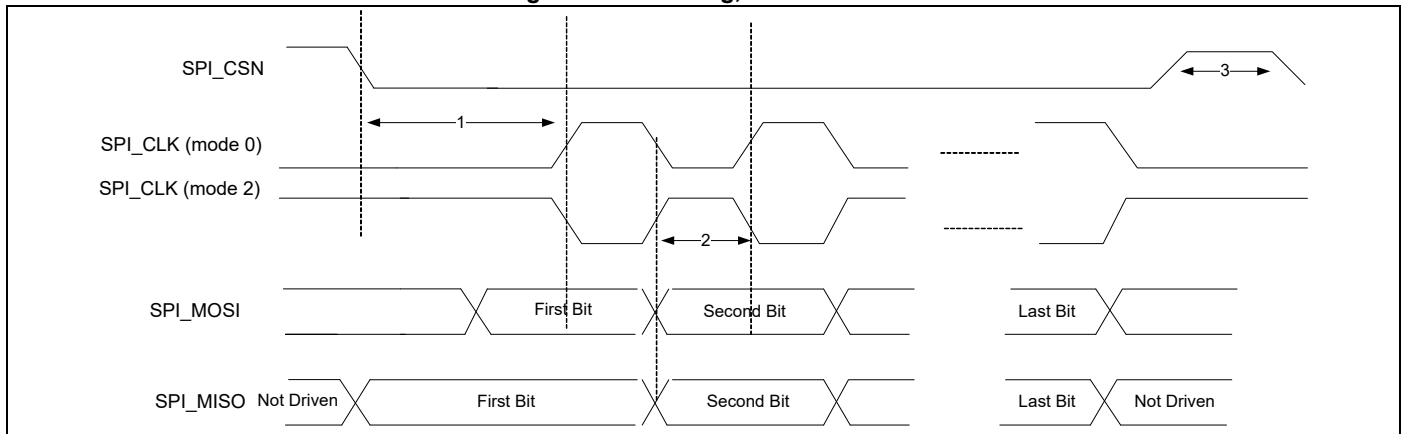 SPI_CSN
3
1
SPI_CLK (mode 0)
SPI_CLK (mode 2)
2
SPI_MOSI First Bit Second Bit Last Bit
SPI_MISO Not Driven First Bit Second Bit Last Bit Not Driven